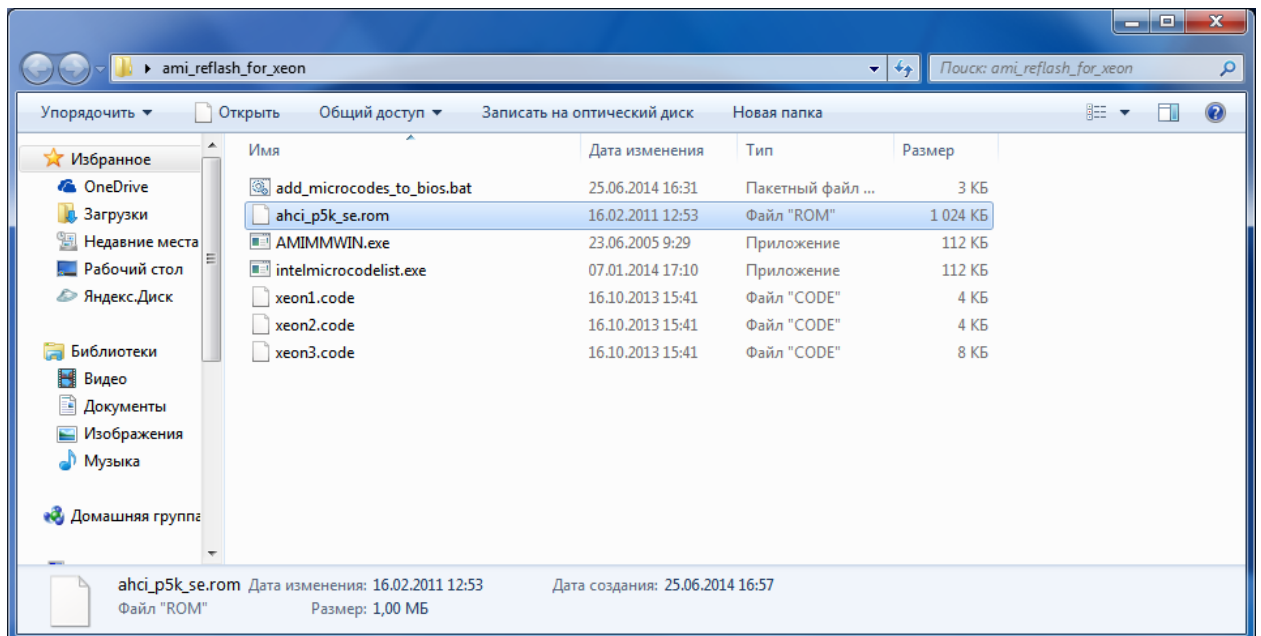 ami_reflash_for_xeon
Поиск: ami_reflash_for_xeon
Упорядочить Открыть Общий доступ Записать на оптический диск Новая папка
Избранное
OneDrive
Загрузки
Недавние места
Рабочий стол
Яндекс.Диск
Библиотеки
Видео
Документы
Изображения
Музыка
Домашняя группа
Имя Дата изменения Тип Размер
add_microcodes_to_bios.bat 25.06.2014 16:31 Пакетный файл ... 3 КБ
ahci_p5k_se.rom 16.02.2011 12:53 Файл "ROM" 1 024 КБ
AMIMMWIN.exe 23.06.2005 9:29 Приложение 112 КБ
intelmicrocodelist.exe 07.01.2014 17:10 Приложение 112 КБ
xeon1.code 16.10.2013 15:41 Файл "CODE" 4 КБ
xeon2.code 16.10.2013 15:41 Файл "CODE" 4 КБ
xeon3.code 16.10.2013 15:41 Файл "CODE" 8 КБ
ahci_p5k_se.rom Дата изменения: 16.02.2011 12:53 Дата создания: 25.06.2014 16:57
Файл "ROM" Размер: 1,00 МБ